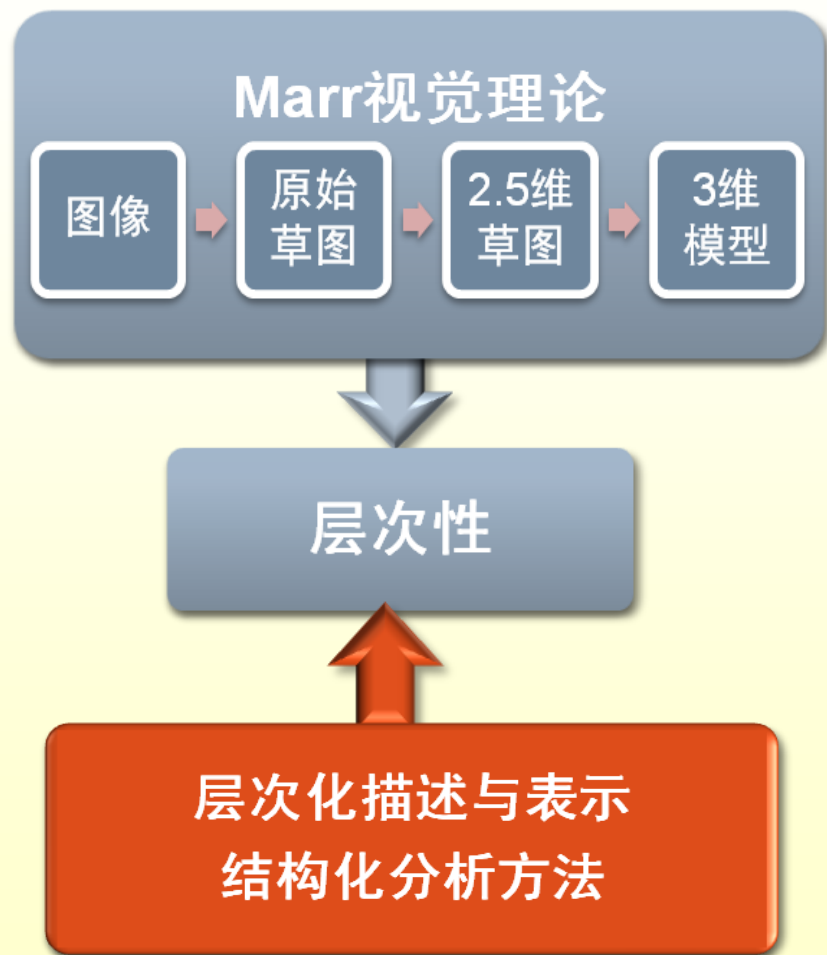 Marr视觉理论
图像
原始
草图
2.5维
草图
3维
模型
层次性
层次化描述与表示
结构化分析方法